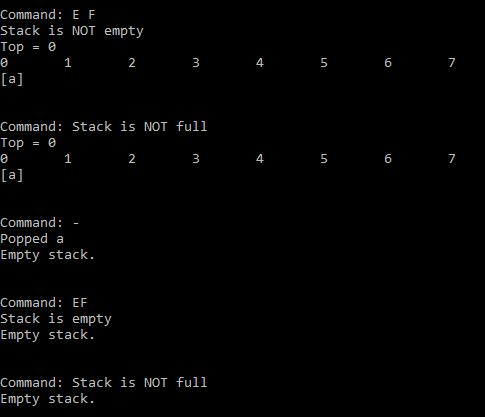 Command: E F
Stack is NOT empty
Top = 0
0 1 2 3 4 5 6 7
[a]
Command: Stack is NOT full
Top = 0
0 1 2 3 4 5 6 7
[a]
Command: -
Popped a
Empty stack.
Command: EF
Stack is empty
Empty stack.
Command: Stack is NOT full
Empty stack.